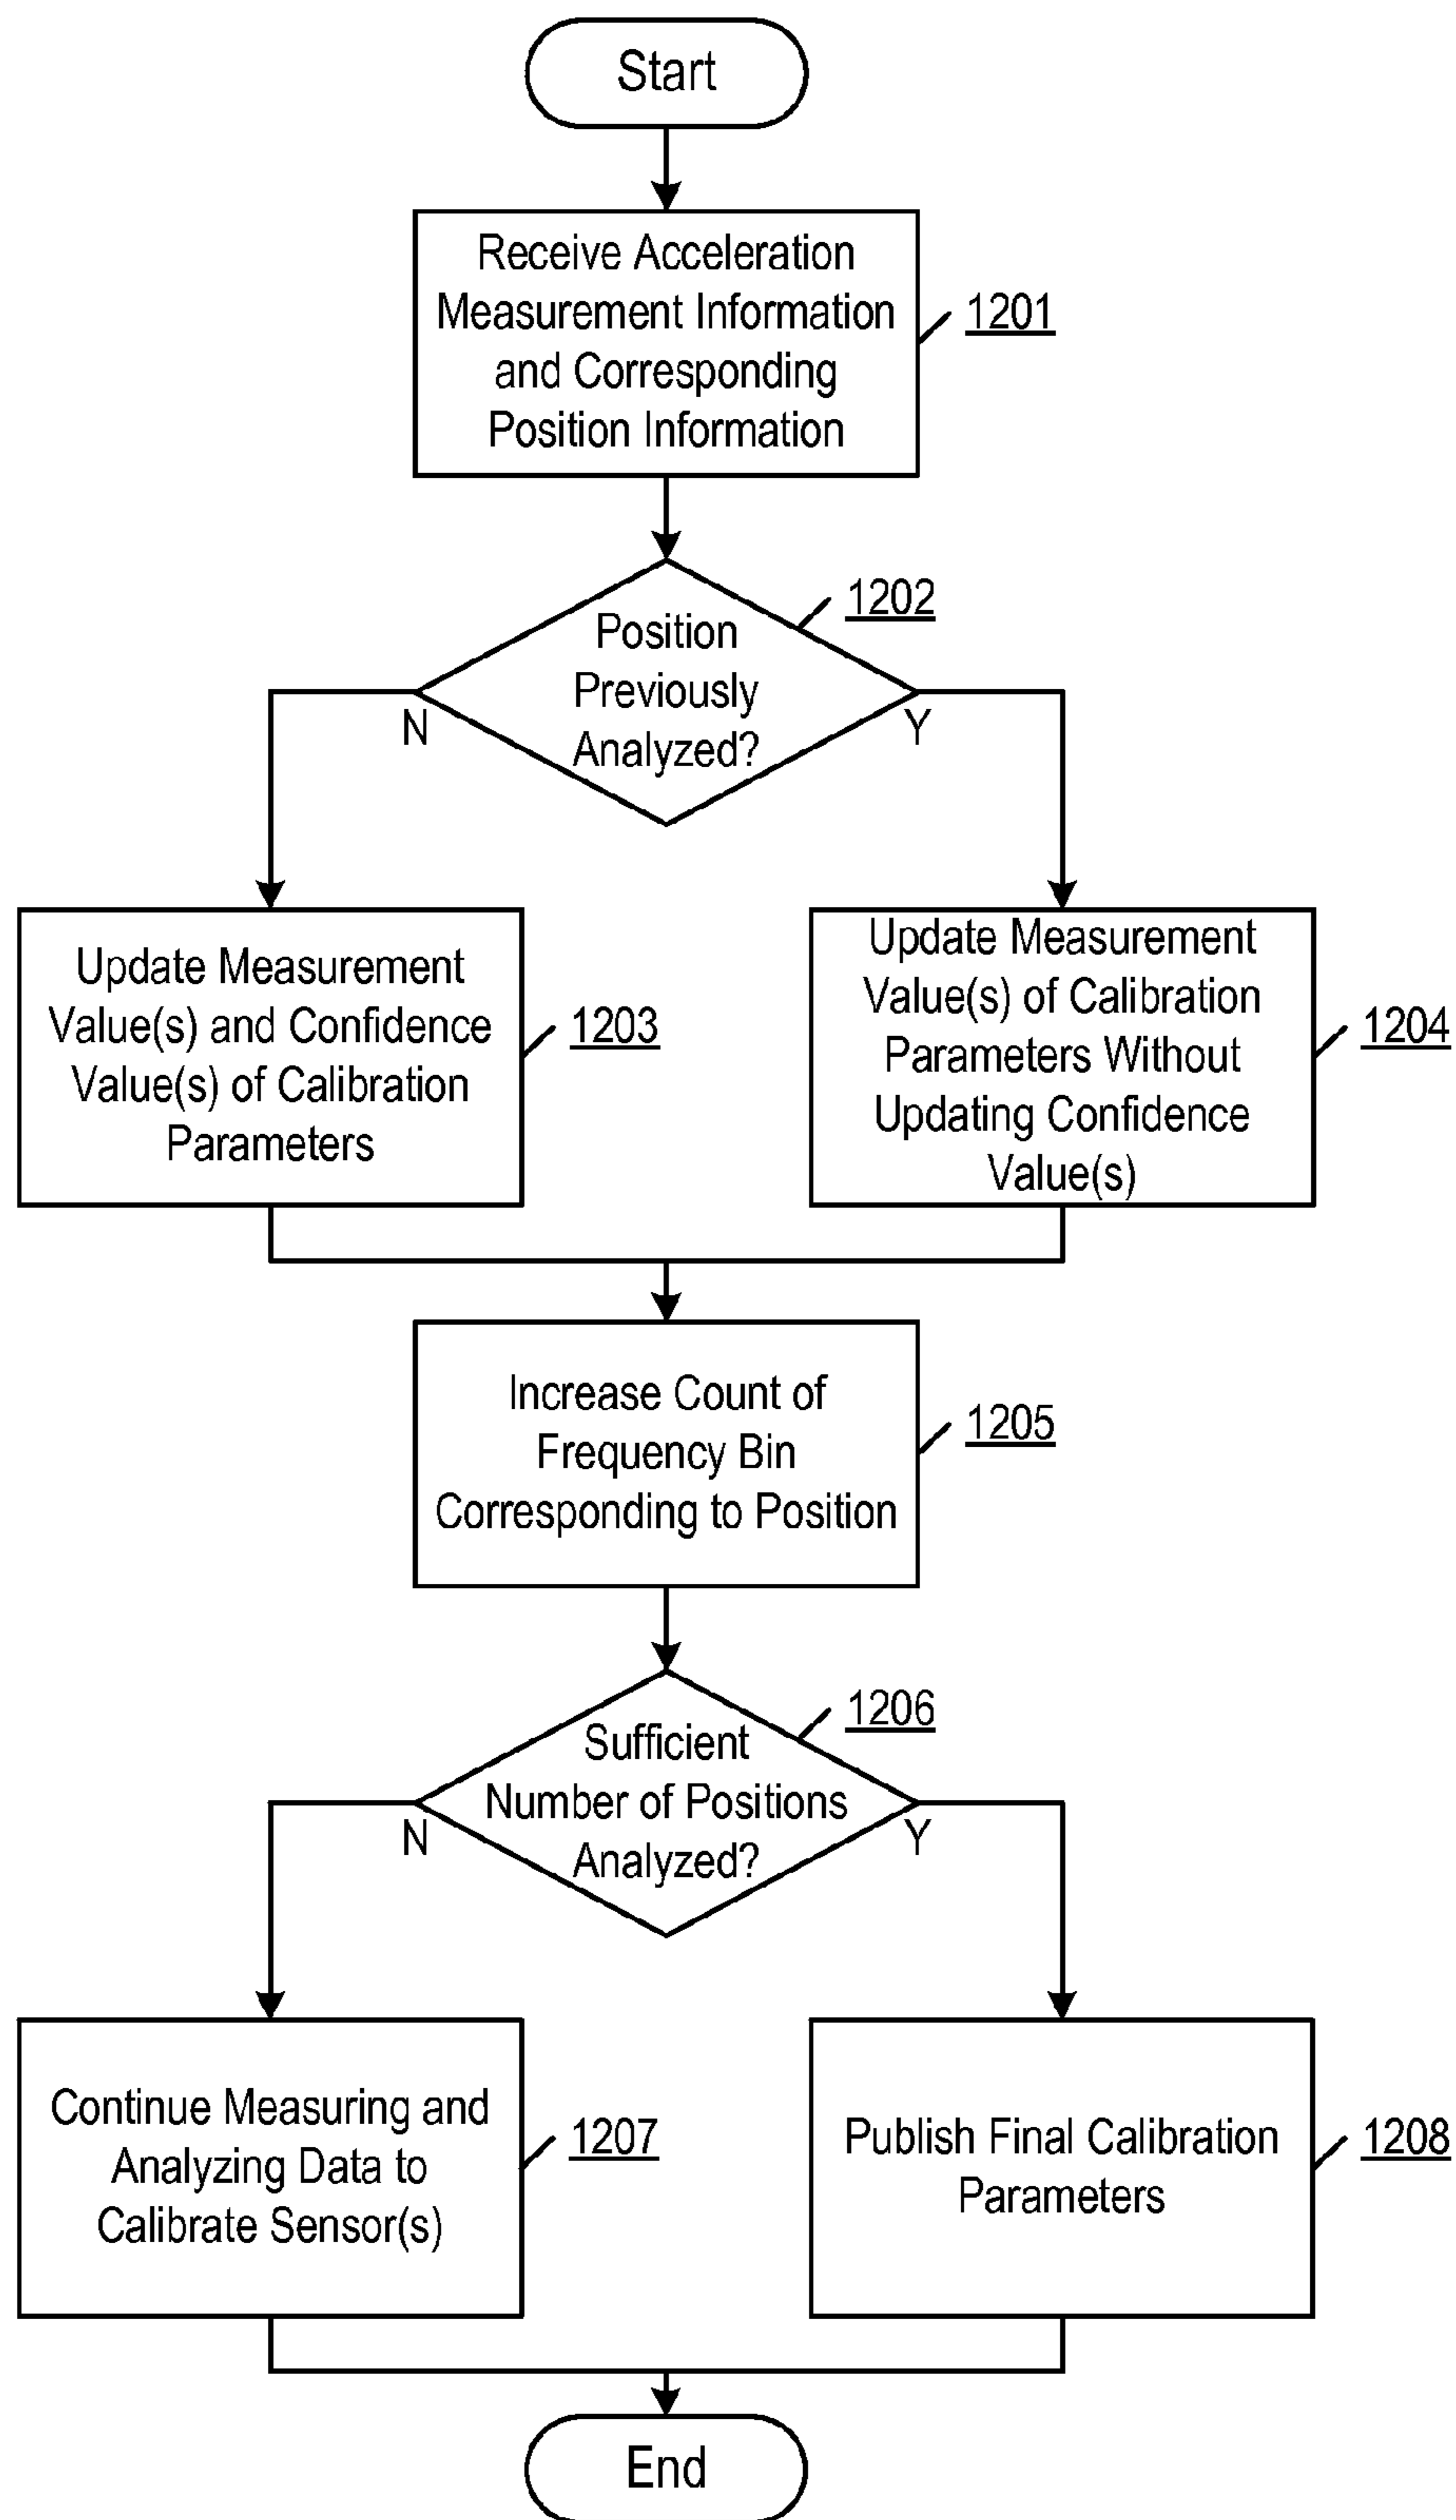 Start
Receive Acceleration
Measurement Information
and Corresponding
Position Information
1201
1202
Position
Previously
Analyzed?
N
Y
Update Measurement
Value(s) and Confidence
Value(s) of Calibration
Parameters
1203
Update Measurement
Value(s) of Calibration
Parameters Without
Updating Confidence
Value(s)
1204
Increase Count of
Frequency Bin
Corresponding to Position
1205
1206
Sufficient
Number of Positions
Analyzed?
N
Y
Continue Measuring and
Analyzing Data to
Calibrate Sensor(s)
1207
Publish Final Calibration
Parameters
1208
End